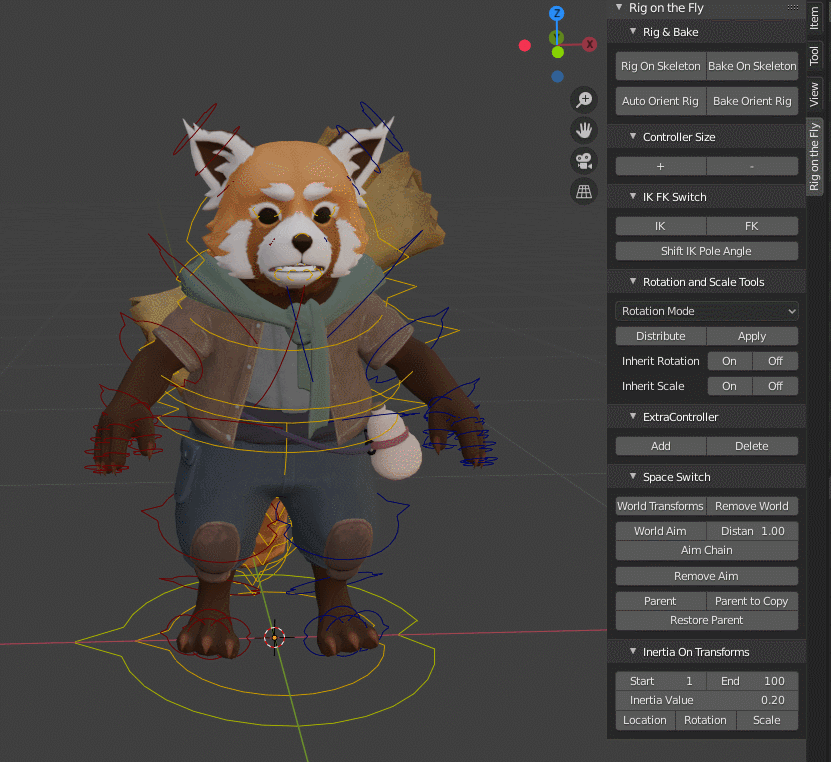 Rig on the Fly
Rig & Bake
Rig On Skeleton Bake On Skeleton
Auto Orient Rig Bake Orient Rig
Controller Size
+ -
IK FK Switch
IK FK
Shift IK Pole Angle
Rotation and Scale Tools
Rotation Mode
Distribute Apply
Inherit Rotation On Off
Inherit Scale On Off
ExtraController
Add Delete
Space Switch
World Transforms Remove World
World Aim Distan 1.00
Aim Chain
Remove Aim
Parent Parent to Copy
Restore Parent
Inertia On Transforms
Start 1 End 100
Inertia Value 0.20
Location Rotation Scale
Item
Tool
View
Rig on the Fly
Z
X